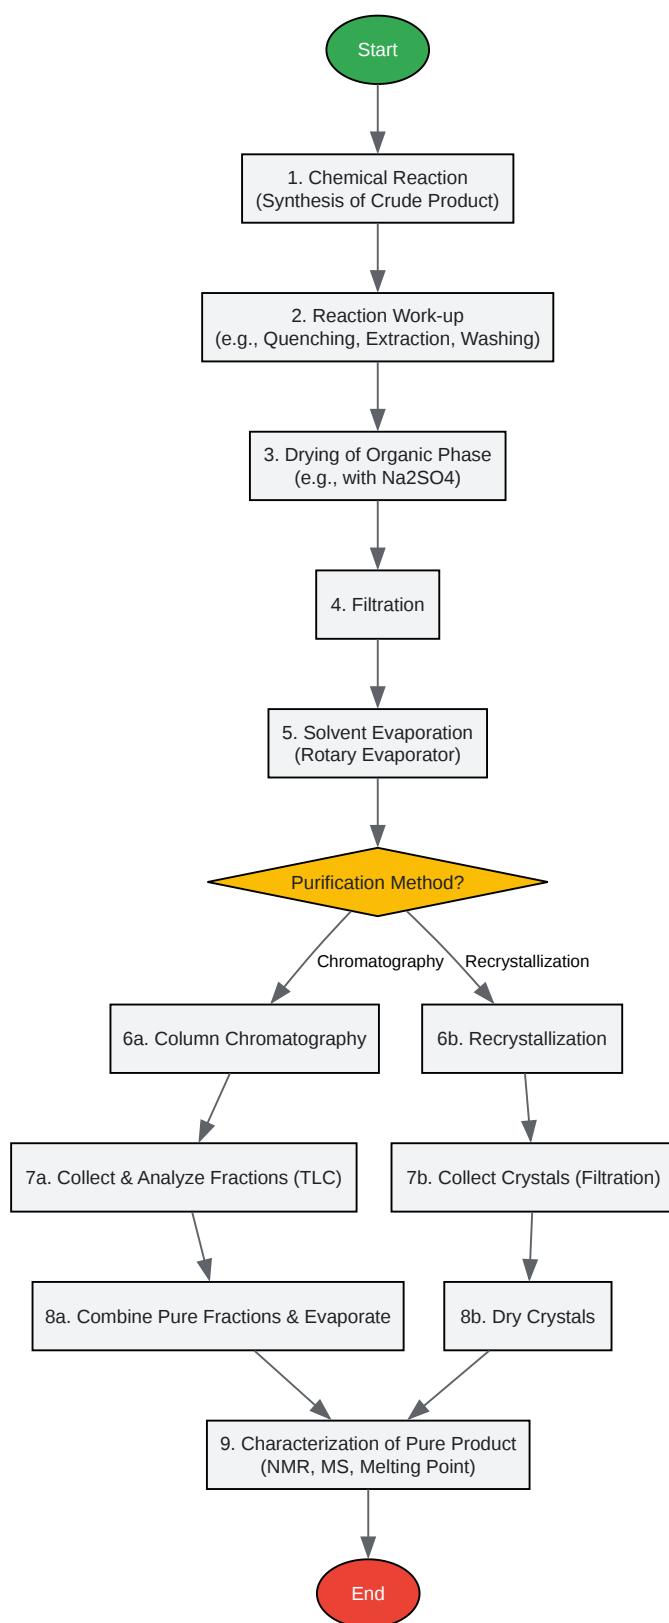 Start
1. Chemical Reaction
(Synthesis of Crude Product)
2. Reaction Work-up
(e.g., Quenching, Extraction, Washing)
3. Drying of Organic Phase
(e.g., with Na2SO4)
4. Filtration
5. Solvent Evaporation
(Rotary Evaporator)
Purification Method?
Chromatography
Recrystallization
6a. Column Chromatography
6b. Recrystallization
7a. Collect & Analyze Fractions (TLC)
7b. Collect Crystals (Filtration)
8a. Combine Pure Fractions & Evaporate
8b. Dry Crystals
9. Characterization of Pure Product
(NMR, MS, Melting Point)
End